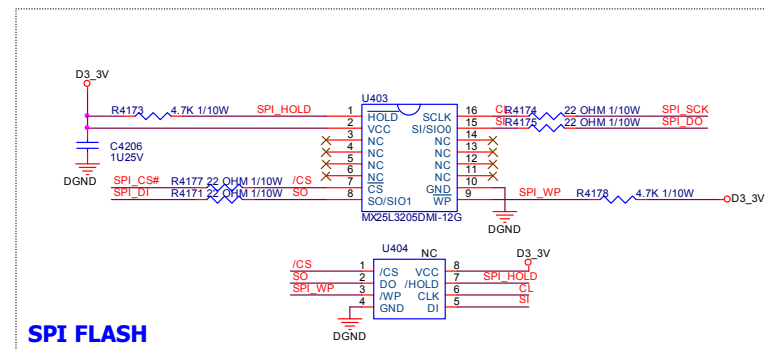 D3_3V
U403
R4173 4.7K 1/10W SPI_HOLD 1 HOLD SCLK 16 CL R4174 22 OHM 1/10W SPI_SCK
2 VCC SI/SIO0 15 SI R4175 22 OHM 1/10W SPI_DO
3 NC NC 14
C4206 4 NC NC 13
1U25V 5 NC NC 12
6 NC NC 11
DGND SPI_CS# R4177 22 OHM 1/10W /CS 7 CS GND 10 SPI_WP R4178 4.7K 1/10W
SPI_DI R4171 22 OHM 1/10W SO 8 SO/SIO1 WP 9 D3_3V
MX25L3205DMI-12G
DGND
U404 NC D3_3V
/CS 1 /CS VCC 8
SO 2 DO /HOLD 7 SPI_HOLD
SPI_WP 3 /WP CLK 6 CL
4 GND DI 5 SI
SPI FLASH DGND